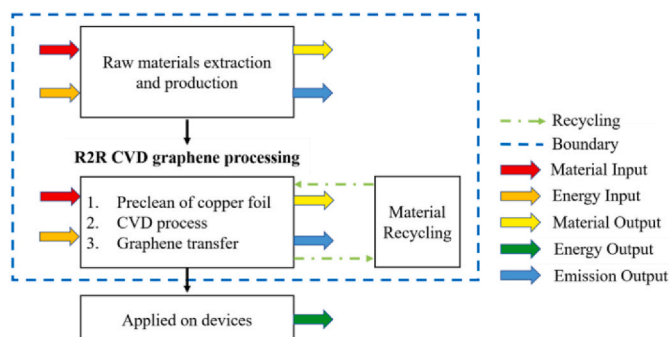 Raw materials extraction
and production
R2R CVD graphene processing
1. Preclean of copper foil
2. CVD process
3. Graphene transfer
Material
Recycling
Applied on devices
Recycling
Boundary
Material Input
Energy Input
Material Output
Energy Output
Emission Output